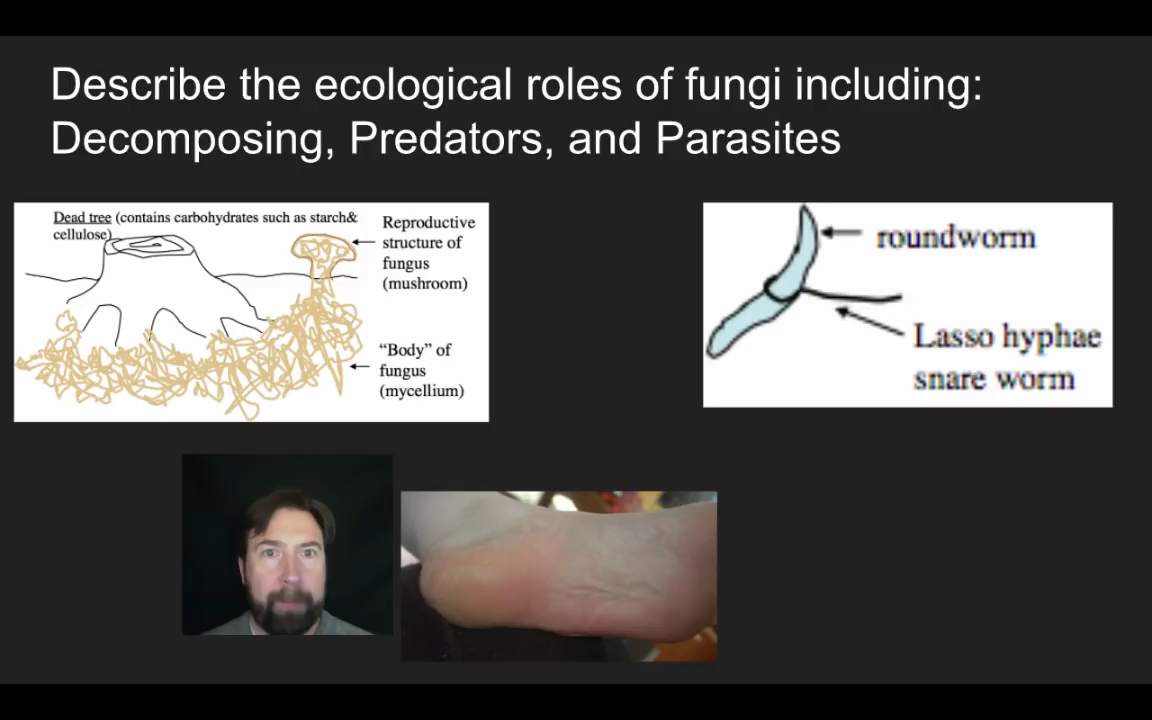 Describe the ecological roles of fungi including:
Decomposing, Predators, and Parasites
Dead tree (contains carbohydrates such as starch&
cellulose)
Reproductive
structure of
fungus
(mushroom)
"Body" of
fungus
(mycellium)
roundworm
Lasso hyphae
snare worm